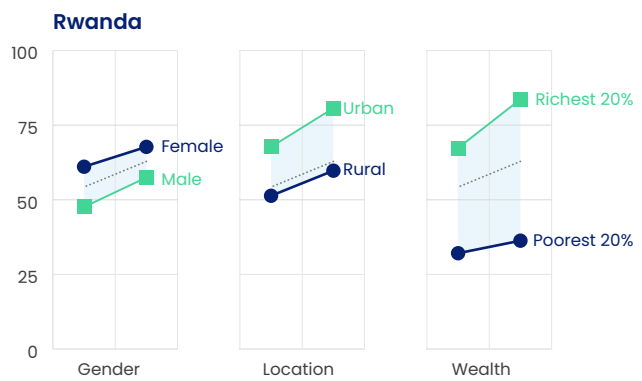 Rwanda
100
75
50
25
0
Female
Male
Gender
Urban
Rural
Location
Richest 20%
Poorest 20%
Wealth